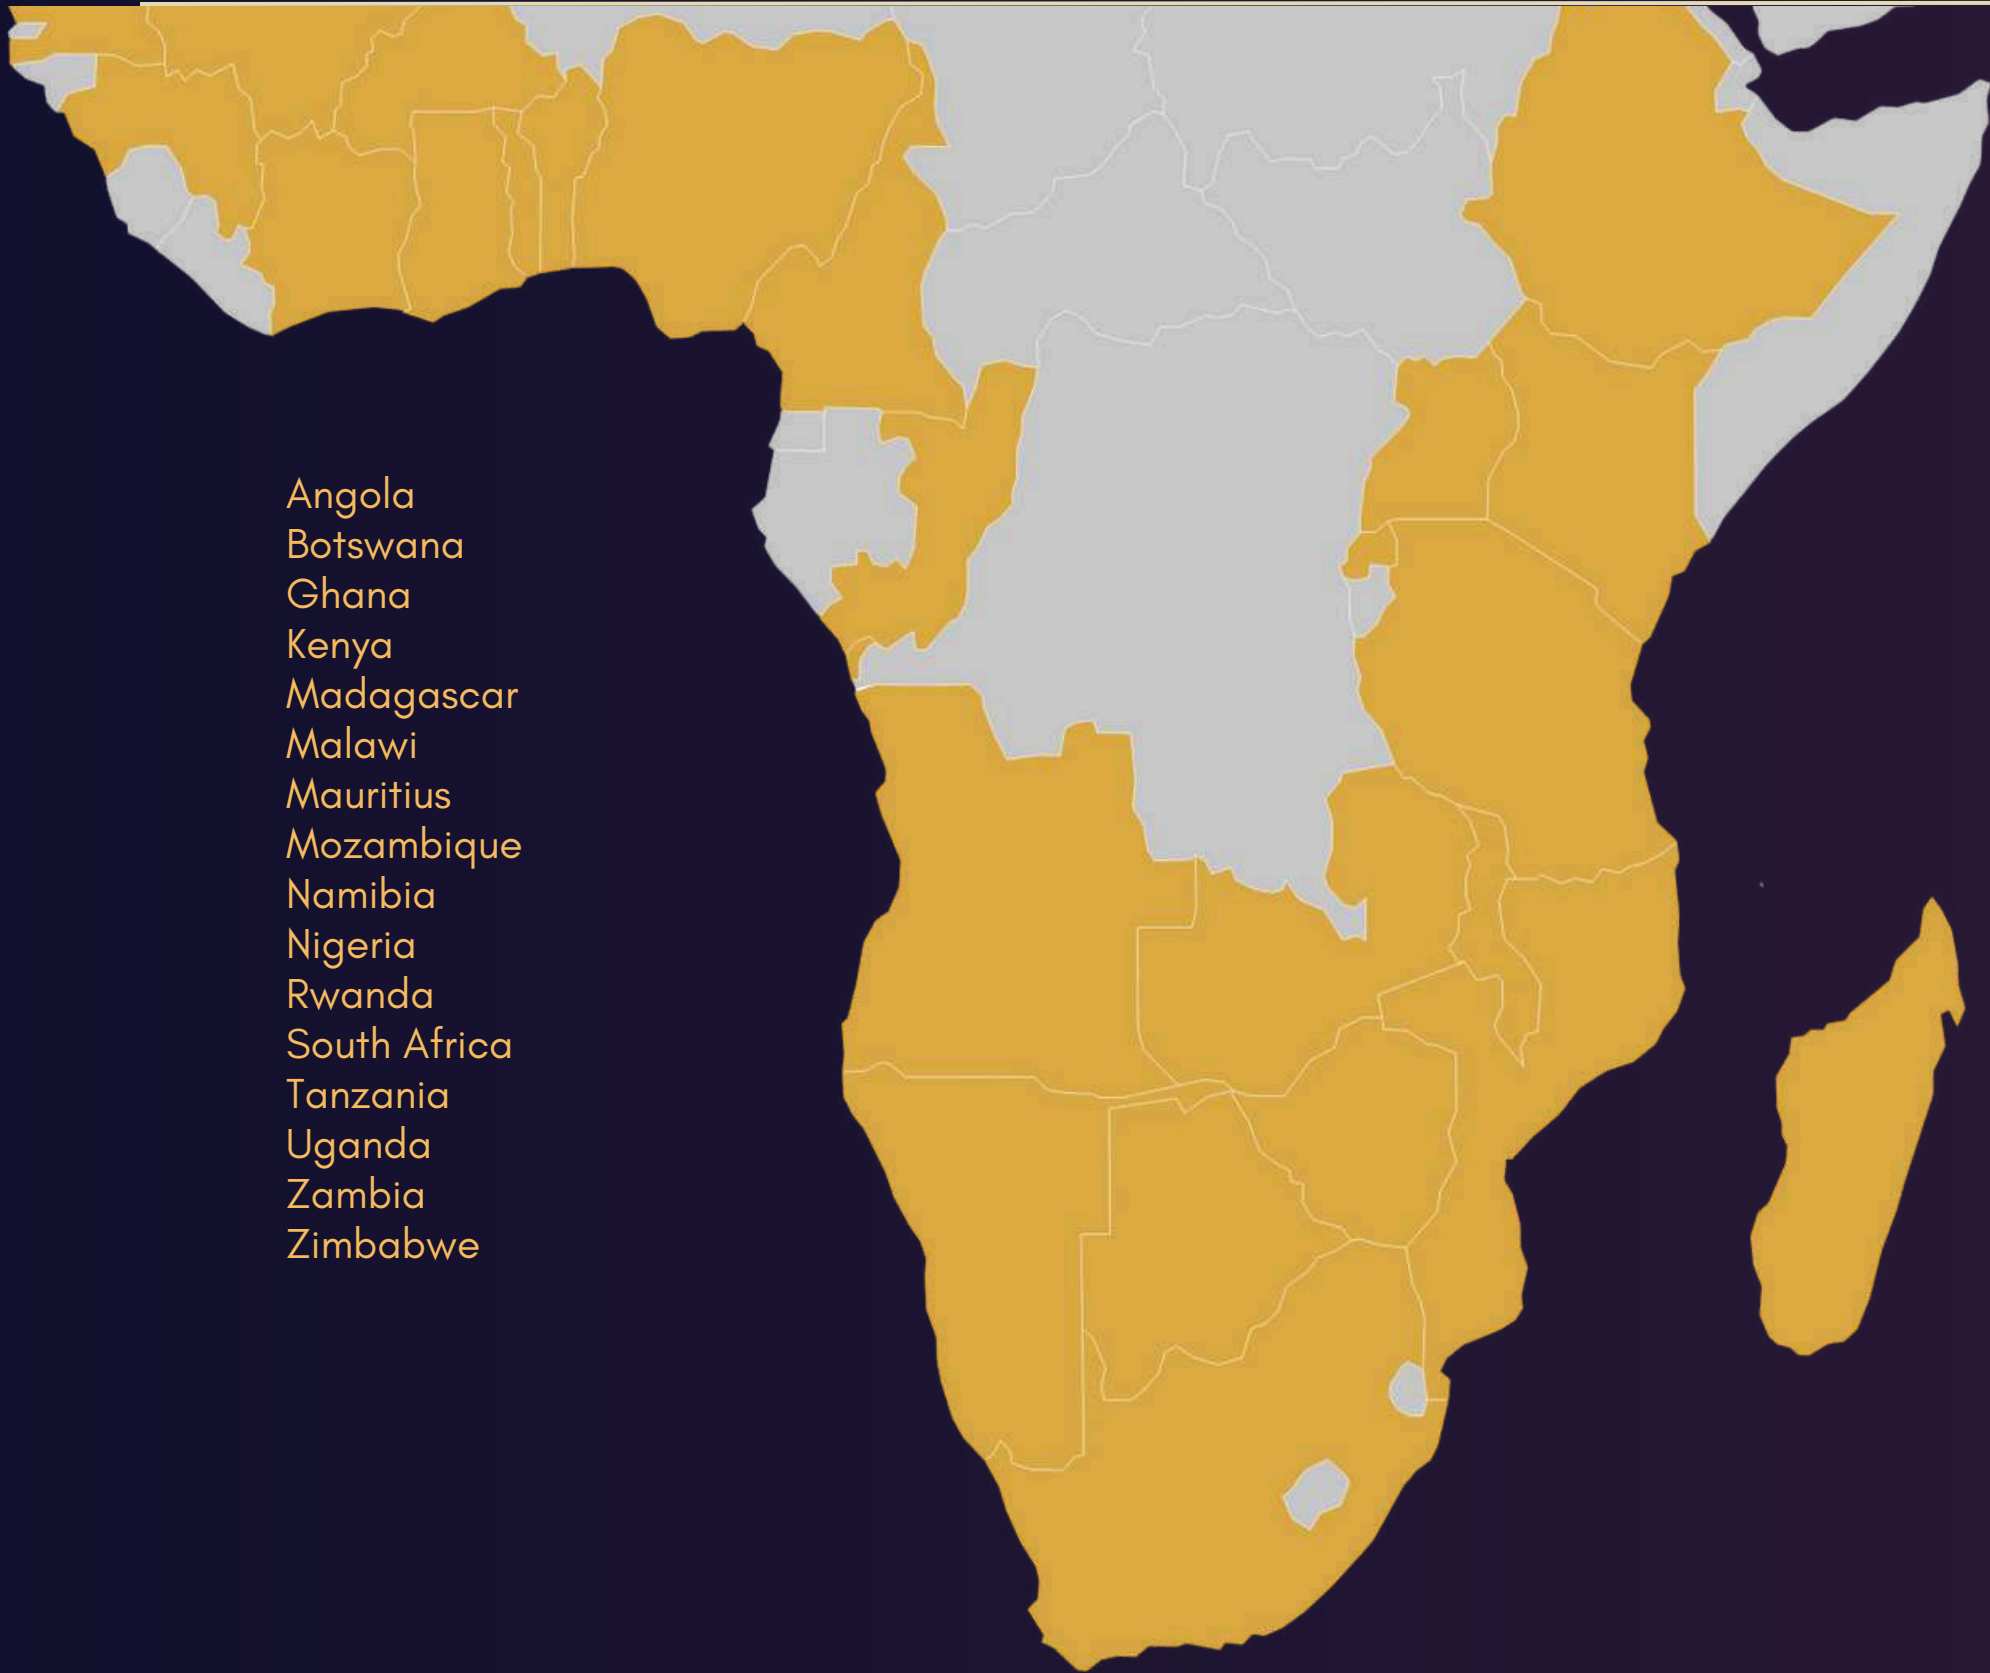 Angola
Botswana
Ghana
Kenya
Madagascar
Malawi
Mauritius
Mozambique
Namibia
Nigeria
Rwanda
South Africa
Tanzania
Uganda
Zambia
Zimbabwe